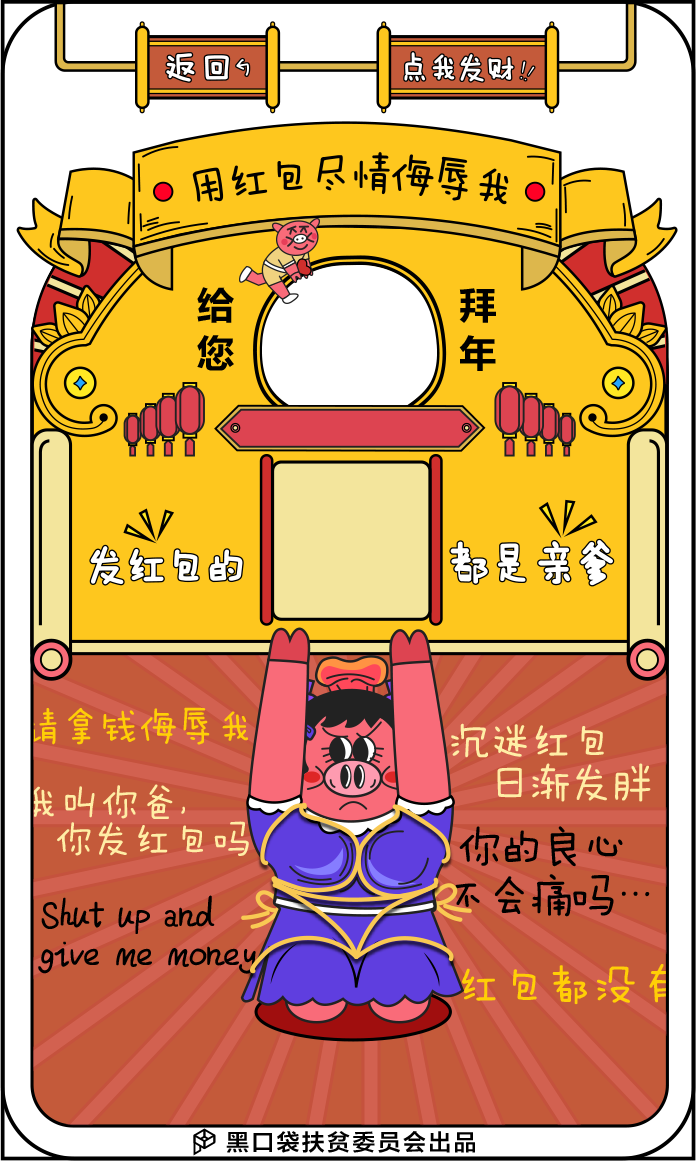 返回
点我发财!!
用红包尽情侮辱我
给您
拜年
发红包的
都是亲爹
请拿钱侮辱我
沉迷红包
日渐发胖
我叫你爸,
你发红包吗
你的良心
不会痛吗…
Shut up and
give me money
红包都没有
黑口袋扶贫委员会出品